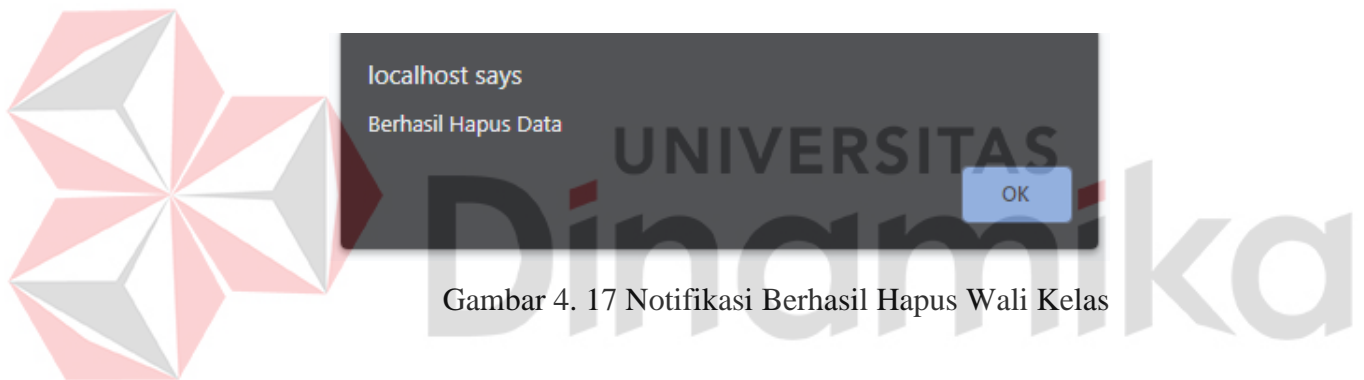 localhost says
Berhasil Hapus Data
UNIVERSITAS
OK
Dinamika
Gambar 4. 17 Notifikasi Berhasil Hapus Wali Kelas